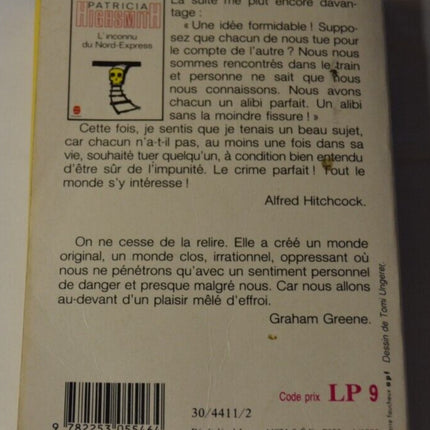 PATRICIA
HIGHSMITH
L'inconnu
du Nord-Express
La suite me plut encore davan-
tage :
« Une idée formidable ! Suppo-
sez que chacun de nous tue pour
le compte de l'autre ? Nous nous
sommes rencontrés dans le train
et personne ne sait que nous
nous connaissons. Nous avons
chacun un alibi parfait. Un alibi
sans la moindre fissure ! »
Cette fois, je sentis que je tenais un beau sujet,
car chacun n'a-t-il pas, au moins une fois dans sa
vie, souhaité tuer quelqu'un, à condition bien entendu
d'être sûr de l'impunité. Le crime parfait ! Tout le
monde s'y intéresse !
Alfred Hitchcock.
On ne cesse de la relire. Elle a créé un monde
original, un monde clos, irrationnel, oppressant où
nous ne pénétrons qu'avec un sentiment personnel
de danger et presque malgré nous. Car nous allons
au-devant d'un plaisir mêlé d'effroi.
Graham Greene.
Dessin de Tomi Ungerer.
Code prix LP 9
30/4411/2